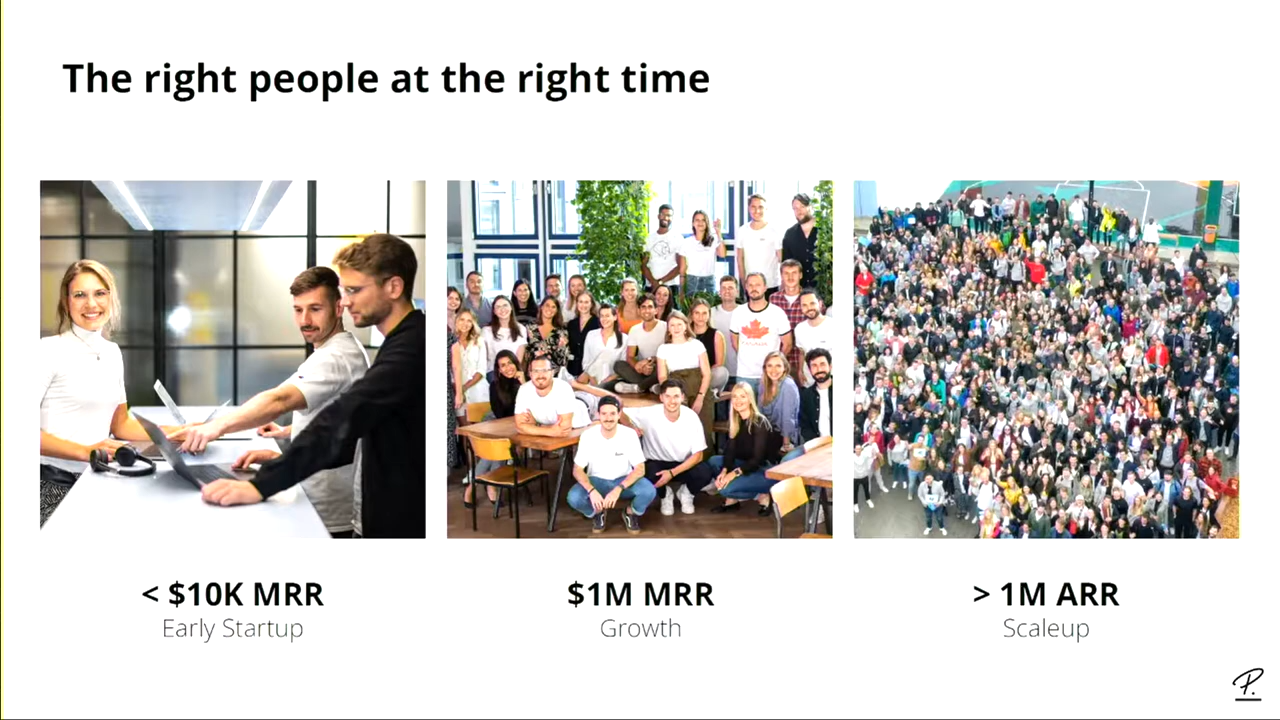 The right people at the right time
< $10K MRR
Early Startup
$1M MRR
Growth
> 1M ARR
Scaleup
P.